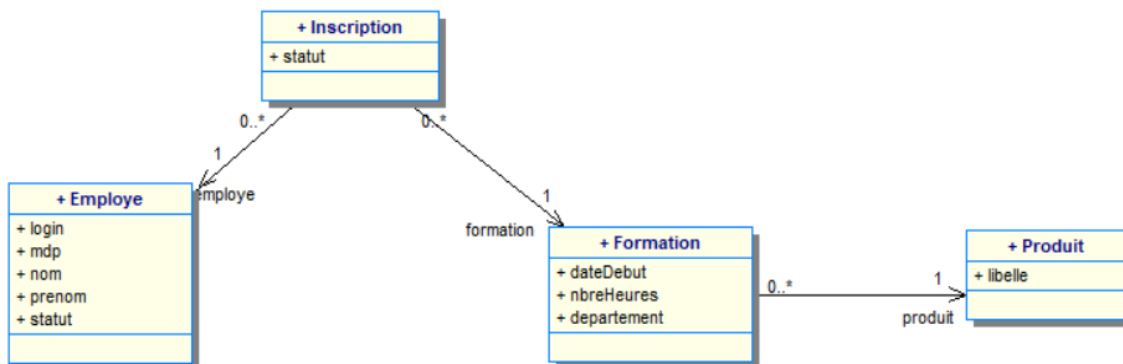 + Inscription
+ statut
0..*
0..*
1
employe
1
formation
+ Employe
+ login
+ mdp
+ nom
+ prenom
+ statut
+ Formation
+ dateDebut
+ nbreHeures
+ departement
0..*
1
produit
+ Produit
+ libelle